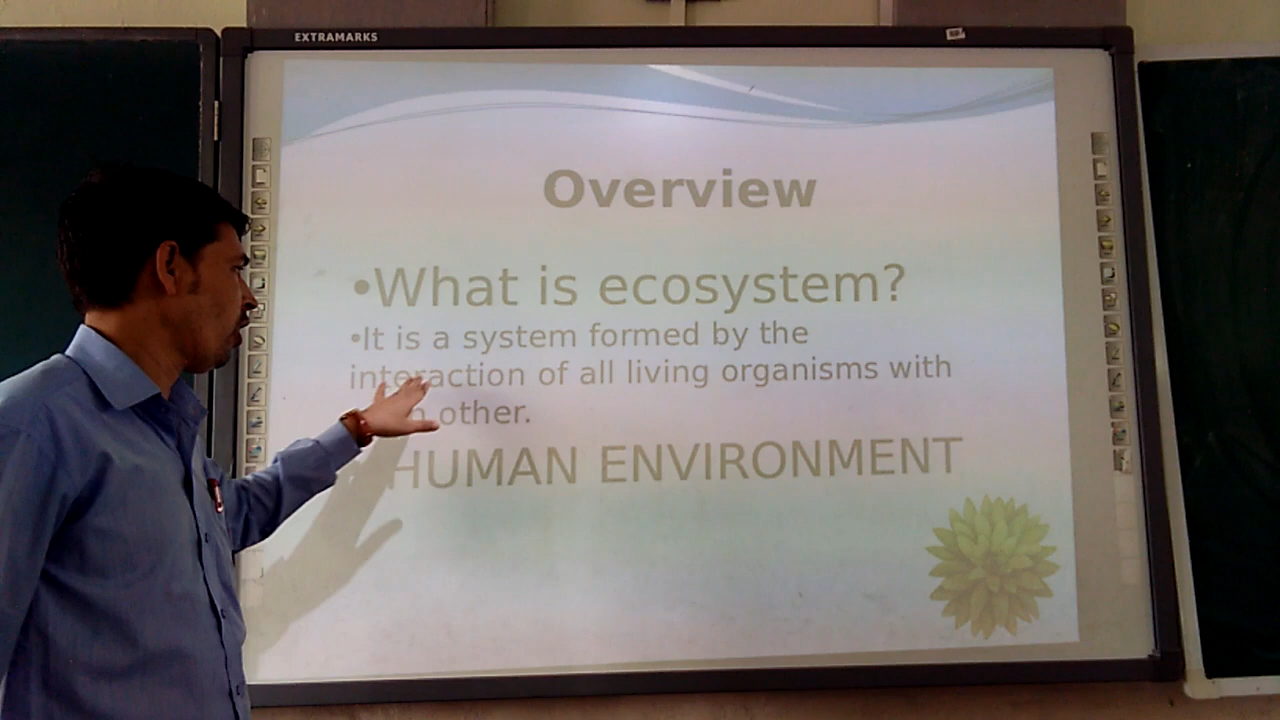 EXTRAMARKS
Overview
•What is ecosystem?
•It is a system formed by the
interaction of all living organisms with
other.
HUMAN ENVIRONMENT